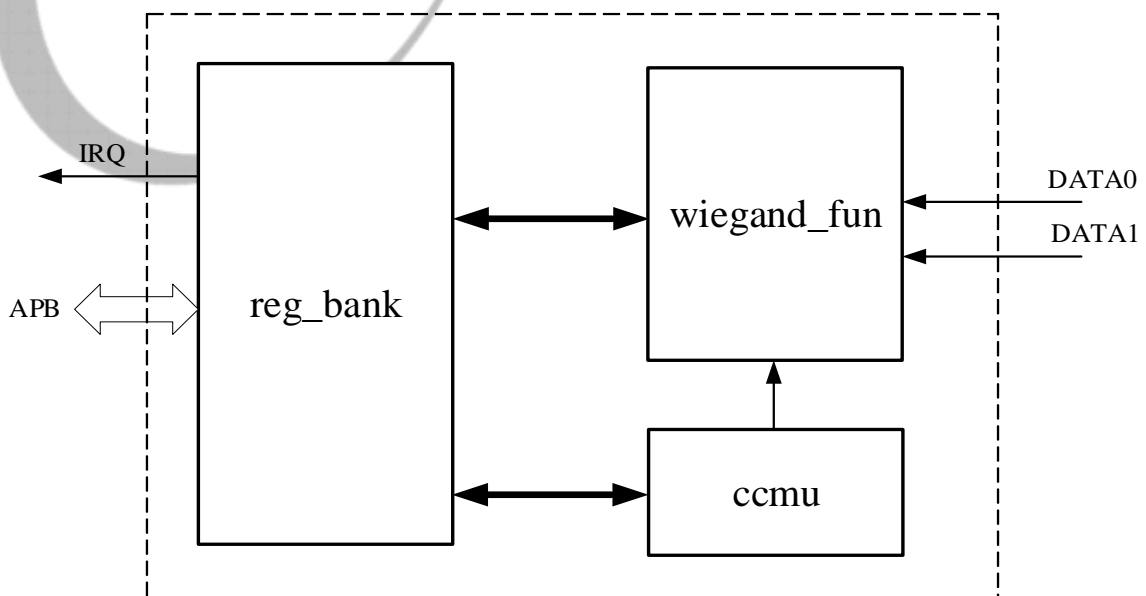 IRQ
DATA0
wiegand_fun
DATA1
APB
reg_bank
ccmu